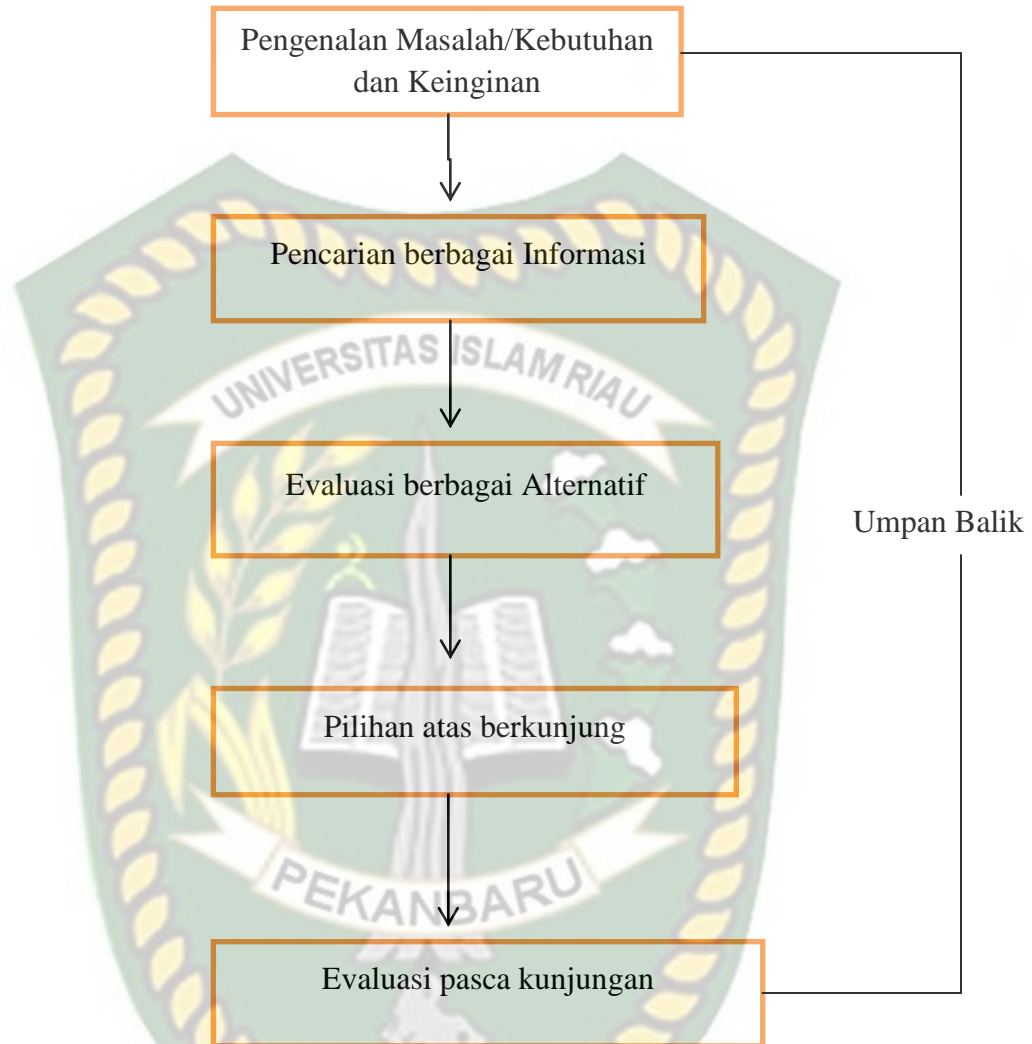 Pengenalan Masalah/Kebutuhan
dan Keinginan
Pencarian berbagai Informasi
UNIVERSITAS ISLAM RIAU
Evaluasi berbagai Alternatif
Umpan Balik
Pilihan atas berkunjung
PEKANBARU
Evaluasi pasca kunjungan